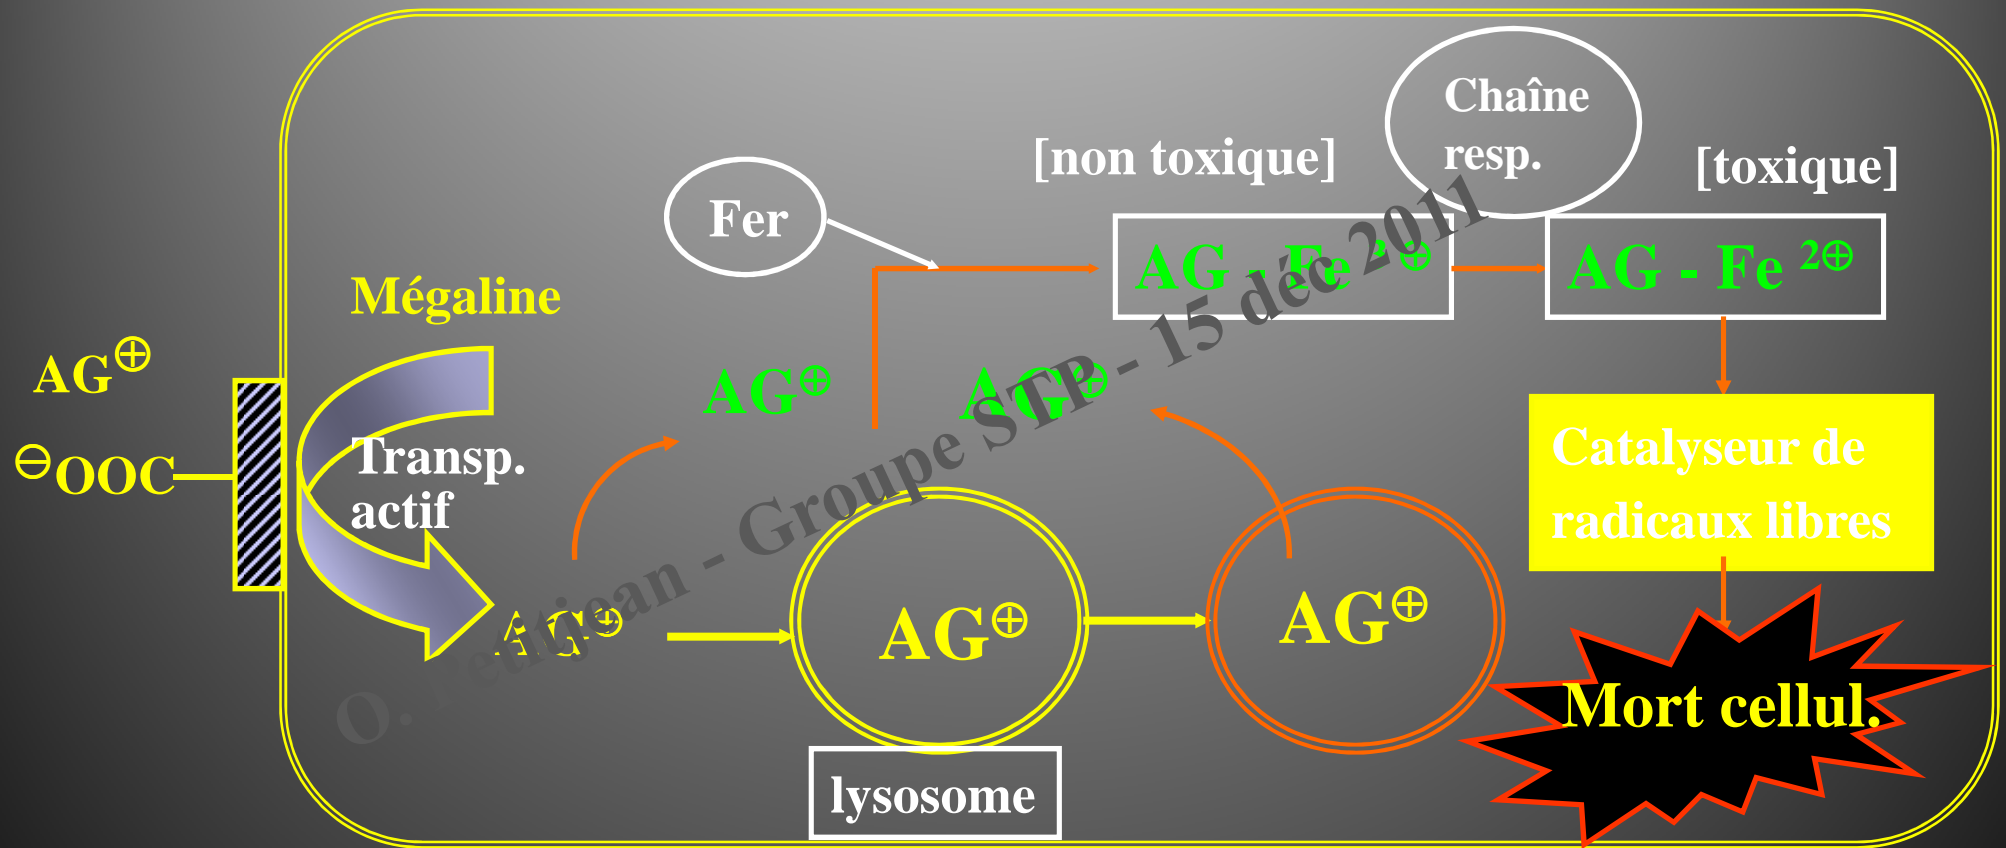 Chaîne
resp.
[non toxique]
[toxique]
Fer
AG - Fe ⊕
AG - Fe 2⊕
Mégaline
AG⊕
AG⊕
AG⊕
⊖OOC
Transp.
actif
Catalyseur de
radicaux libres
AG⊕
AG⊕
AG⊕
Mort cellul.
lysosome
O. Petitjean - Groupe STP - 15 déc 2011